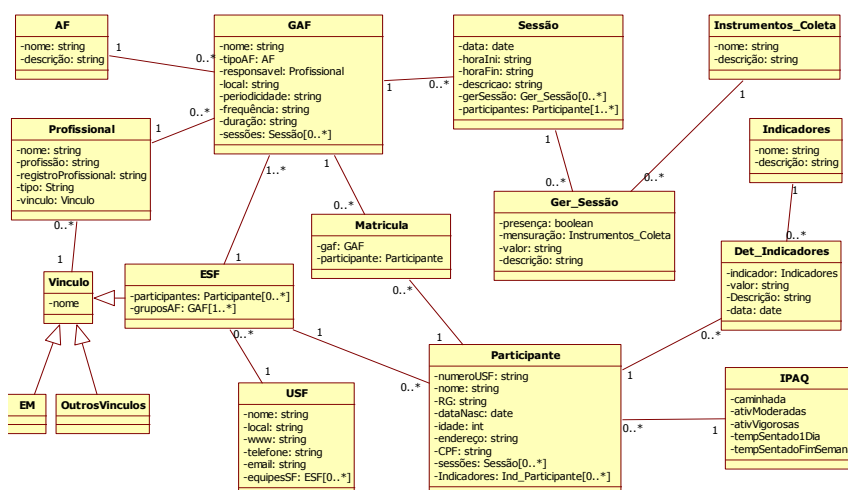 AF
-nome: string
-descrição: string
GAF
-nome: string
-tipoAF: AF
-responsavel: Profissional
-local: string
-periodicidade: string
-frequência: string
-duração: string
-sessões: Sessão[0..*]
Sessão
-data: date
-horaIni: string
-horaFin: string
-descricao: string
-gerSessão: Ger_Sessão[0..*]
-participantes: Participante[1..*]
Instrumentos_Coleta
-nome: string
-descrição: string
1
0..*
1
0..*
1
Profissional
-nome: string
-profissão: string
-registroProfissional: string
-tipo: String
-vinculo: Vinculo
1
0..*
Indicadores
-nome: string
-descrição: string
1
0..*
1..*
1
0..*
0..*
1
Ger_Sessão
-presença: boolean
-mensuração: Instrumentos_Coleta
-valor: string
-descrição: string
Matricula
-gaf: GAF
-participante: Participante
0..*
1
1
0..*
0..*
Det_Indicadores
-indicador: Indicadores
-valor: string
-Descrição: string
-data: date
Vinculo
-nome
ESF
-participantes: Participante[0..*]
-gruposAF: GAF[1..*]
0..*
1
1
0..*
Participante
-numeroUSF: string
-nome: string
-RG: string
-dataNasc: date
-idade: int
-endereço: string
-CPF: string
-sessões: Sessão[0..*]
-Indicadores: Ind_Participante[0..*]
1
0..*
1
0..*
EM
OutrosVinculos
USF
-nome: string
-local: string
-www: string
-telefone: string
-email: string
-equipesSF: ESF[0..*]
1
0..*
IPAQ
-caminhada
-ativModeradas
-ativVigorosas
-tempSentado1Dia
-tempSentadoFimSeman